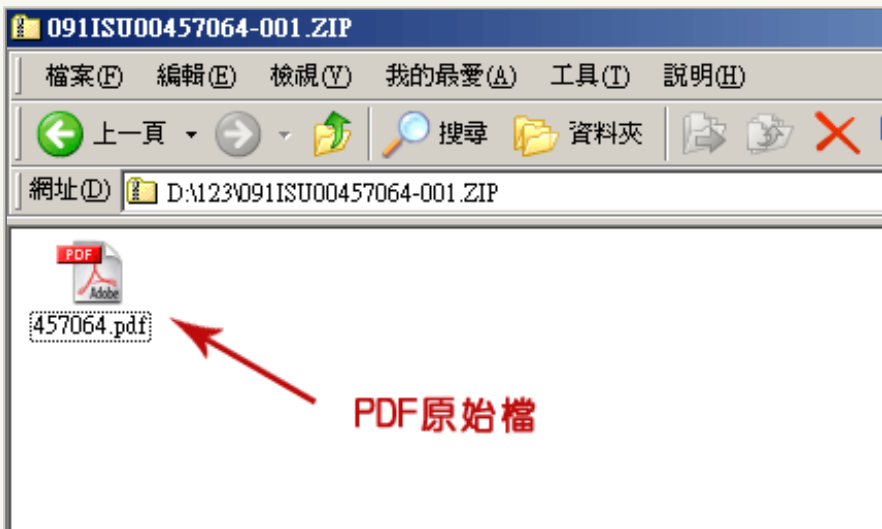 091ISU00457064-001.ZIP
檔案(F) 編輯(E) 檢視(V) 我的最愛(A) 工具(T) 說明(H)
上一頁 搜尋 資料夾
網址(D) D:\123\091ISU00457064-001.ZIP
PDF
Adobe
457064.pdf
PDF原始檔